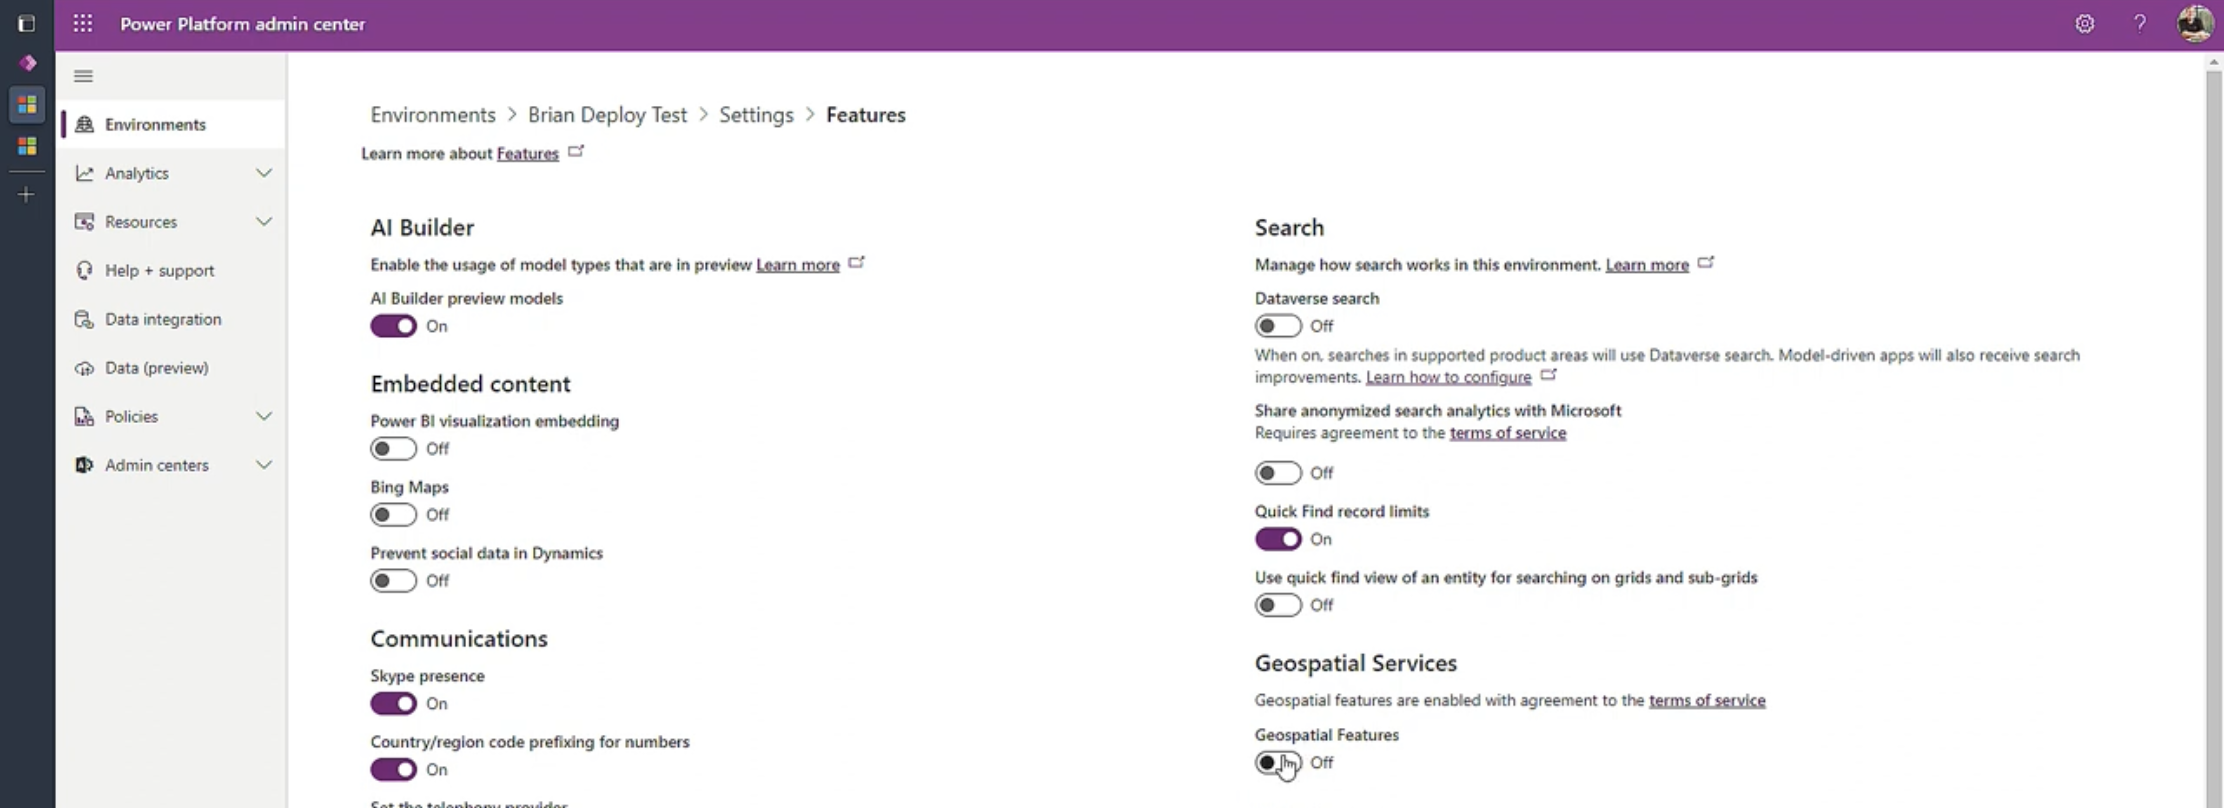 Power Platform admin center
?
Environments
Analytics
Resources
Help + support
Data integration
Data (preview)
Policies
Admin centers
Environments > Brian Deploy Test > Settings > Features
Learn more about Features
AI Builder
Enable the usage of model types that are in preview Learn more
AI Builder preview models
On
Embedded content
Power BI visualization embedding
Off
Bing Maps
Off
Prevent social data in Dynamics
Off
Communications
Skype presence
On
Country/region code prefixing for numbers
On
Set the telephony provider
Search
Manage how search works in this environment. Learn more
Dataverse search
Off
When on, searches in supported product areas will use Dataverse search. Model-driven apps will also receive search
improvements. Learn how to configure
Share anonymized search analytics with Microsoft
Requires agreement to the terms of service
Off
Quick Find record limits
On
Use quick find view of an entity for searching on grids and sub-grids
Off
Geospatial Services
Geospatial features are enabled with agreement to the terms of service
Geospatial Features
Off